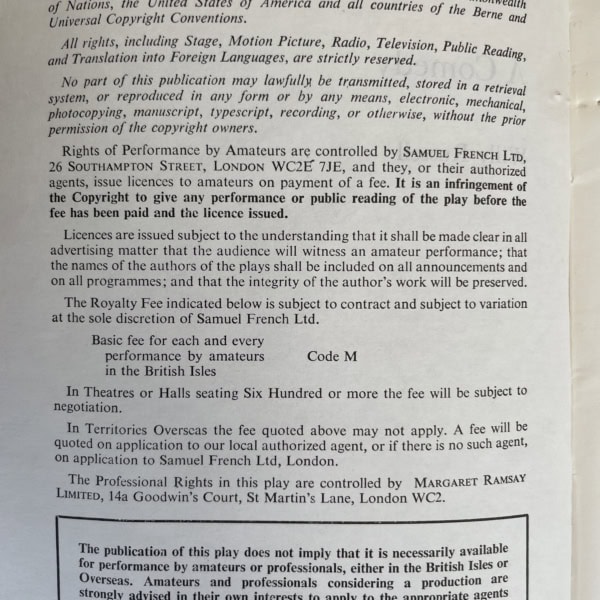 of Nations, the United States of America and all countries of the Berne and
Universal Copyright Conventions.
All rights, including Stage, Motion Picture, Radio, Television, Public Reading,
and Translation into Foreign Languages, are strictly reserved.
No part of this publication may lawfully be transmitted, stored in a retrieval
system, or reproduced in any form or by any means, electronic, mechanical,
photocopying, manuscript, typescript, recording, or otherwise, without the prior
permission of the copyright owners.
Rights of Performance by Amateurs are controlled by SAMUEL FRENCH LTD,
26 SOUTHAMPTON STREET, LONDON WC2E 7JE, and they, or their authorized
agents, issue licences to amateurs on payment of a fee. It is an infringement of
the Copyright to give any performance or public reading of the play before the
fee has been paid and the licence issued.
Licences are issued subject to the understanding that it shall be made clear in all
advertising matter that the audience will witness an amateur performance; that
the names of the authors of the plays shall be included on all announcements and
on all programmes; and that the integrity of the author's work will be preserved.
The Royalty Fee indicated below is subject to contract and subject to variation
at the sole discretion of Samuel French Ltd.
Basic fee for each and every
performance by amateurs Code M
in the British Isles
In Theatres or Halls seating Six Hundred or more the fee will be subject to
negotiation.
In Territories Overseas the fee quoted above may not apply. A fee will be
quoted on application to our local authorized agent, or if there is no such agent,
on application to Samuel French Ltd, London.
The Professional Rights in this play are controlled by MARGARET RAMSAY
LIMITED, 14a Goodwin's Court, St Martin's Lane, London WC2.
The publication of this play does not imply that it is necessarily available
for performance by amateurs or professionals, either in the British Isles or
Overseas. Amateurs and professionals considering a production are
strongly advised in their own interests to apply to the appropriate agents